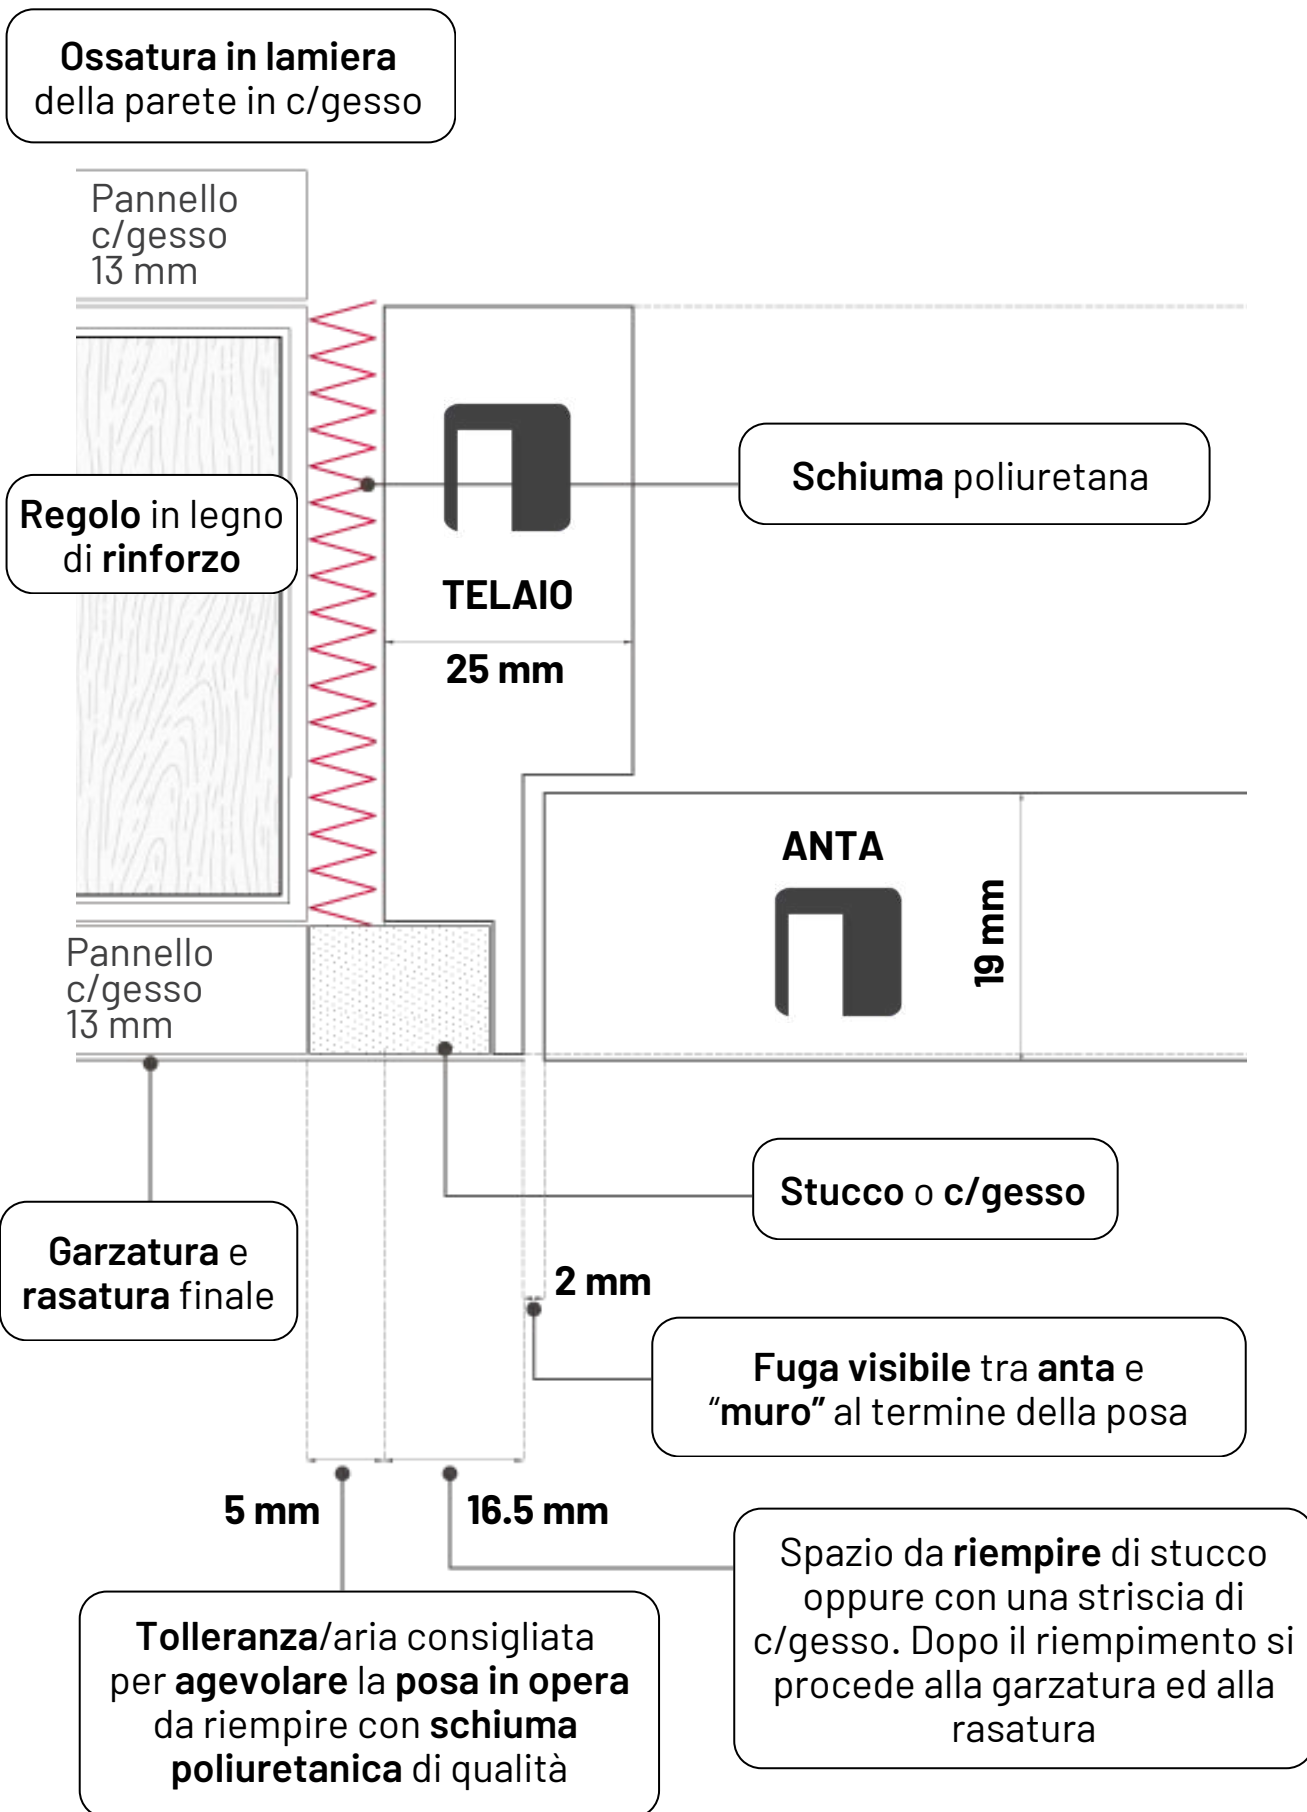 Ossatura in lamiera
della parete in c/gesso
Pannello
c/gesso
13 mm
Schiuma poliuretana
Regolo in legno
di rinforzo
TELAIO
25 mm
ANTA
19 mm
Pannello
c/gesso
13 mm
Stucco o c/gesso
Garzatura e
rasatura finale
2 mm
Fuga visibile tra anta e
“muro” al termine della posa
5 mm
16.5 mm
Spazio da riempire di stucco
oppure con una striscia di
c/gesso. Dopo il riempimento si
procede alla garzatura ed alla
rasatura
Tolleranza/aria consigliata
per agevolare la posa in opera
da riempire con schiuma
poliuretanica di qualità